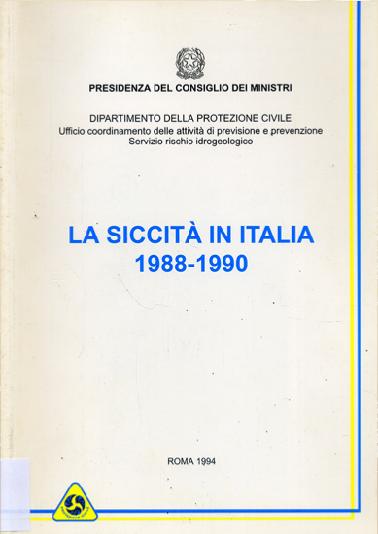 PRESIDENZA DEL CONSIGLIO DEI MINISTRI
DIPARTIMENTO DELLA PROTEZIONE CIVILE
Ufficio coordinamento delle attività di previsione e prevenzione
Servizio rischio idrogeologico
LA SICCITÀ IN ITALIA
1988-1990
ROMA 1994